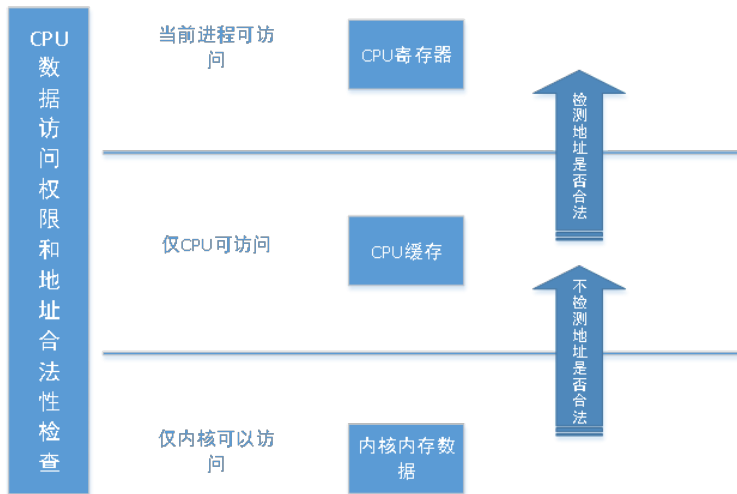 CPU
数
据
访
问
权
限
和
地
址
合
法
性
检
查
当前进程可访
问
CPU寄存器
检
测
地
址
是
否
合
法
仅CPU可访问
CPU缓存
不
检
测
地
址
是
否
合
法
仅内核可以访
问
内核内存数
据